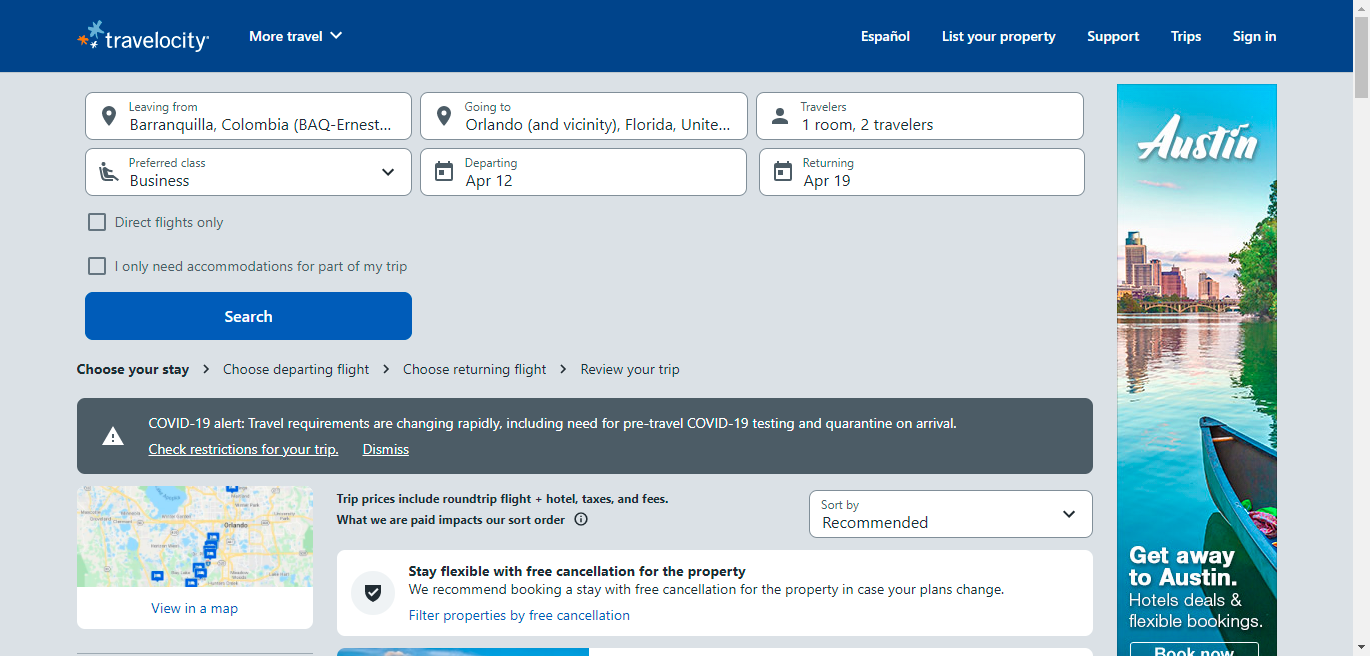 travelocity
More travel
Español
List your property
Support
Trips
Sign in
Leaving from
Barranquilla, Colombia (BAQ-Ernest...
Going to
Orlando (and vicinity), Florida, Unite...
Travelers
1 room, 2 travelers
Preferred class
Business
Departing
Apr 12
Returning
Apr 19
Direct flights only
I only need accommodations for part of my trip
Search
Choose your stay
Choose departing flight
Choose returning flight
Review your trip
COVID-19 alert: Travel requirements are changing rapidly, including need for pre-travel COVID-19 testing and quarantine on arrival.
Check restrictions for your trip.
Dismiss
Orlando
View in a map
Trip prices include roundtrip flight + hotel, taxes, and fees.
What we are paid impacts our sort order
Sort by
Recommended
Stay flexible with free cancellation for the property
We recommend booking a stay with free cancellation for the property in case your plans change.
Filter properties by free cancellation
Austin
Get away
to Austin.
Hotels deals &
flexible bookings.
Book now